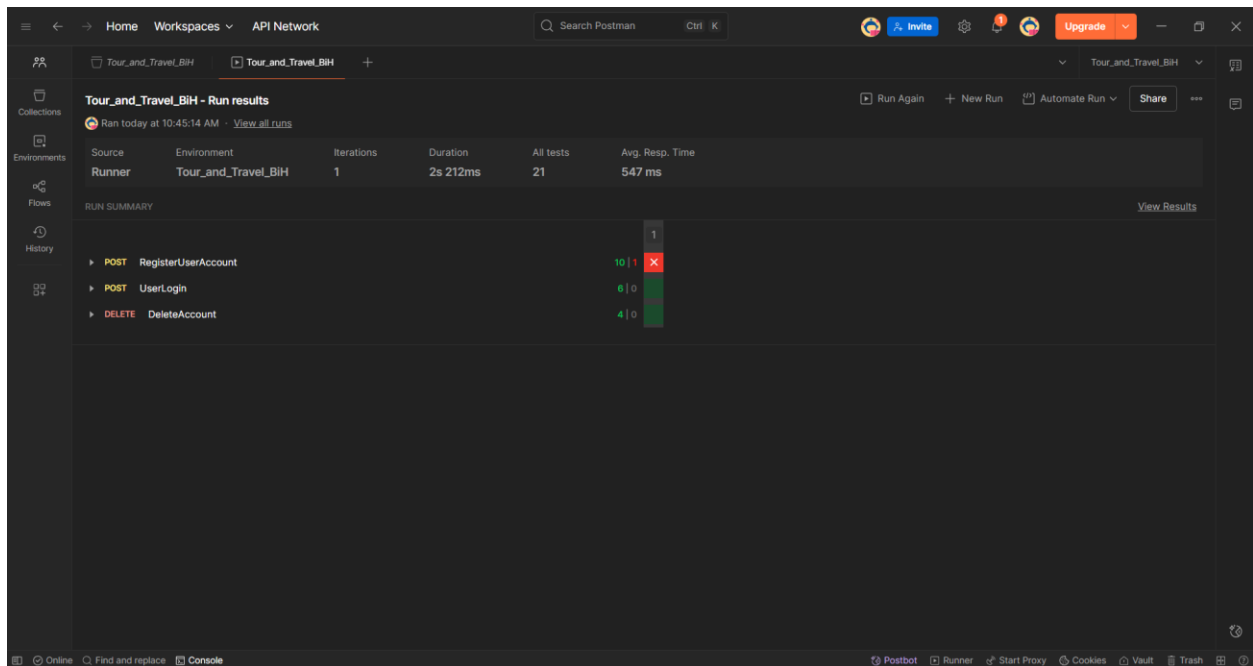 Home Workspaces API Network Search Postman Ctrl K Invite 1 Upgrade
Tour_and_Travel_BiH Tour_and_Travel_BiH Tour_and_Travel_BiH
Collections
Environments
Flows
History
Tour_and_Travel_BiH - Run results Run Again New Run Automate Run Share
Ran today at 10:45:14 AM · View all runs
Source Environment Iterations Duration All tests Avg. Resp. Time
Runner Tour_and_Travel_BiH 1 2s 212ms 21 547 ms
RUN SUMMARY View Results
1
POST RegisterUserAccount 10 | 1
POST UserLogin 6 | 0
DELETE DeleteAccount 4 | 0
Online Find and replace Console Postbot Runner Start Proxy Cookies Vault Trash